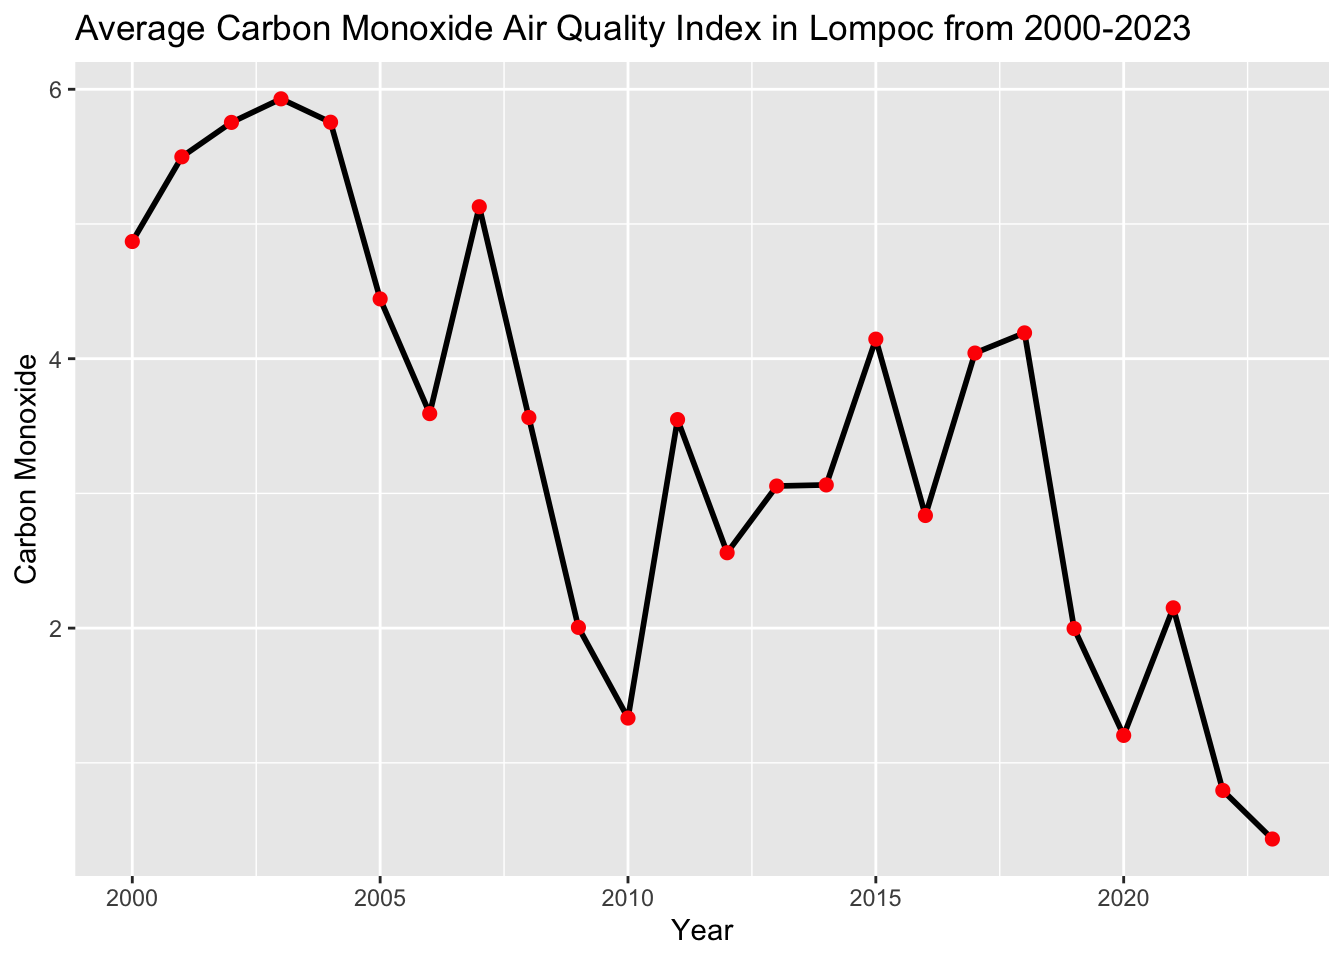 Average Carbon Monoxide Air Quality Index in Lompoc from 2000-2023
6
4
2
Carbon Monoxide
2000 2005 2010 2015 2020
Year